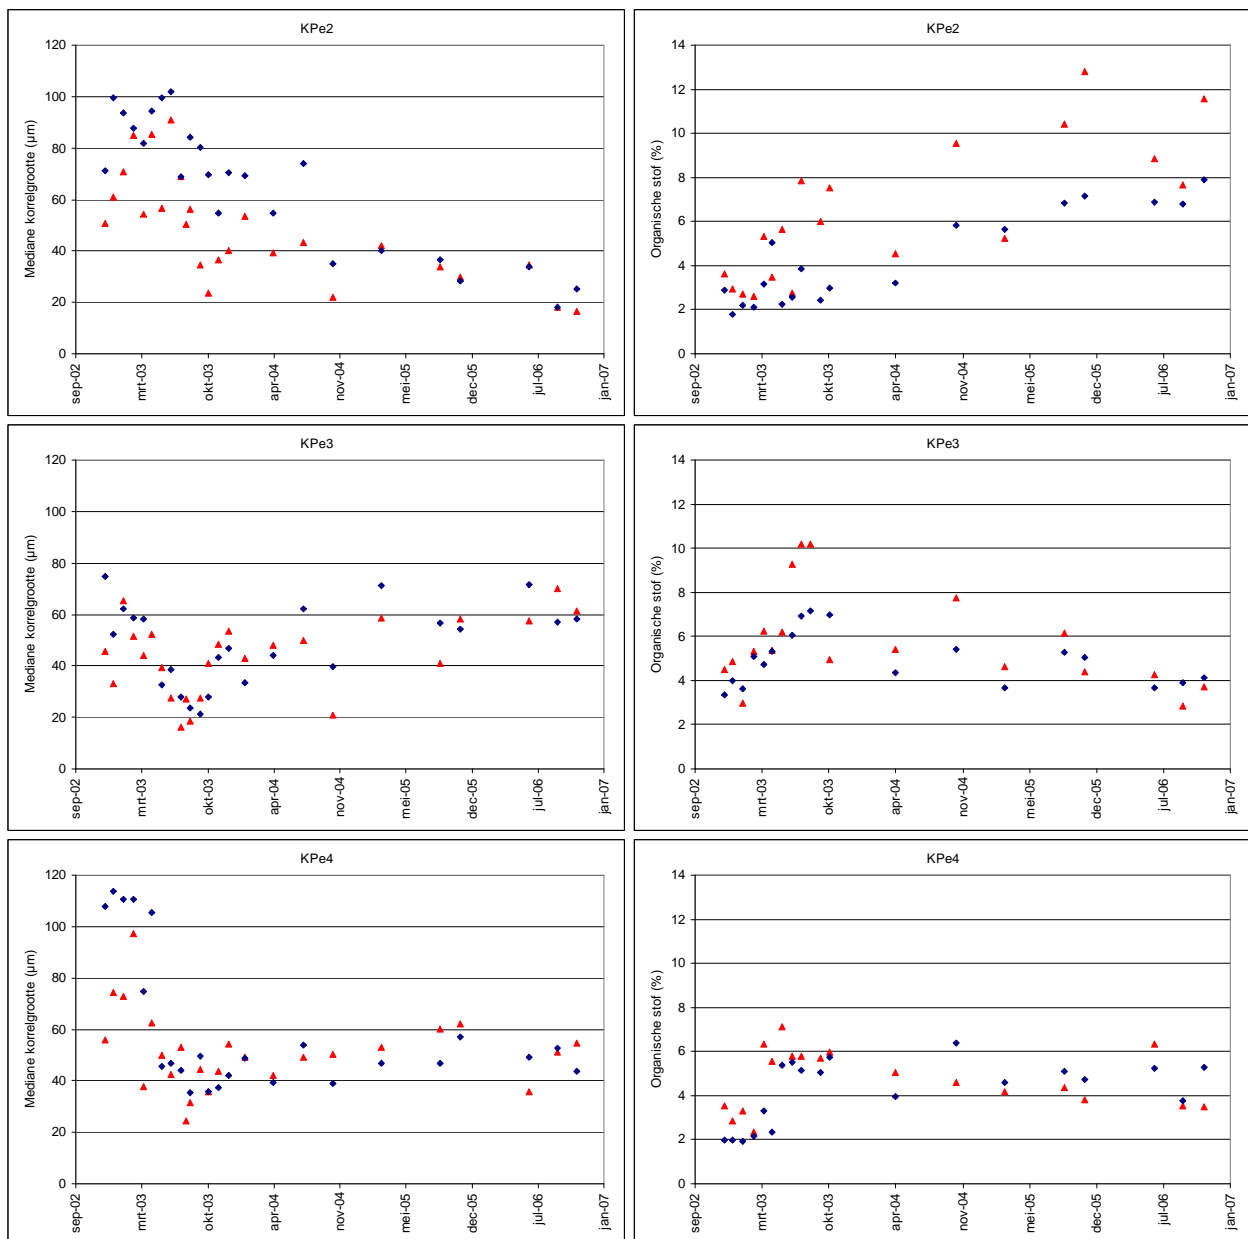 KPe2
Mediane korrelgrootte (µm)
120
100
80
60
40
20
0
sep-02
mrt-03
okt-03
apr-04
nov-04
mei-05
dec-05
jul-06
jan-07
KPe2
Organische stof (%)
14
12
10
8
6
4
2
0
sep-02
mrt-03
okt-03
apr-04
nov-04
mei-05
dec-05
jul-06
jan-07
KPe3
Mediane korrelgrootte (µm)
120
100
80
60
40
20
0
sep-02
mrt-03
okt-03
apr-04
nov-04
mei-05
dec-05
jul-06
jan-07
KPe3
Organische stof (%)
14
12
10
8
6
4
2
0
sep-02
mrt-03
okt-03
apr-04
nov-04
mei-05
dec-05
jul-06
jan-07
KPe4
Mediane korrelgrootte (µm)
120
100
80
60
40
20
0
sep-02
mrt-03
okt-03
apr-04
nov-04
mei-05
dec-05
jul-06
jan-07
KPe4
Organische stof (%)
14
12
10
8
6
4
2
0
sep-02
mrt-03
okt-03
apr-04
nov-04
mei-05
dec-05
jul-06
jan-07